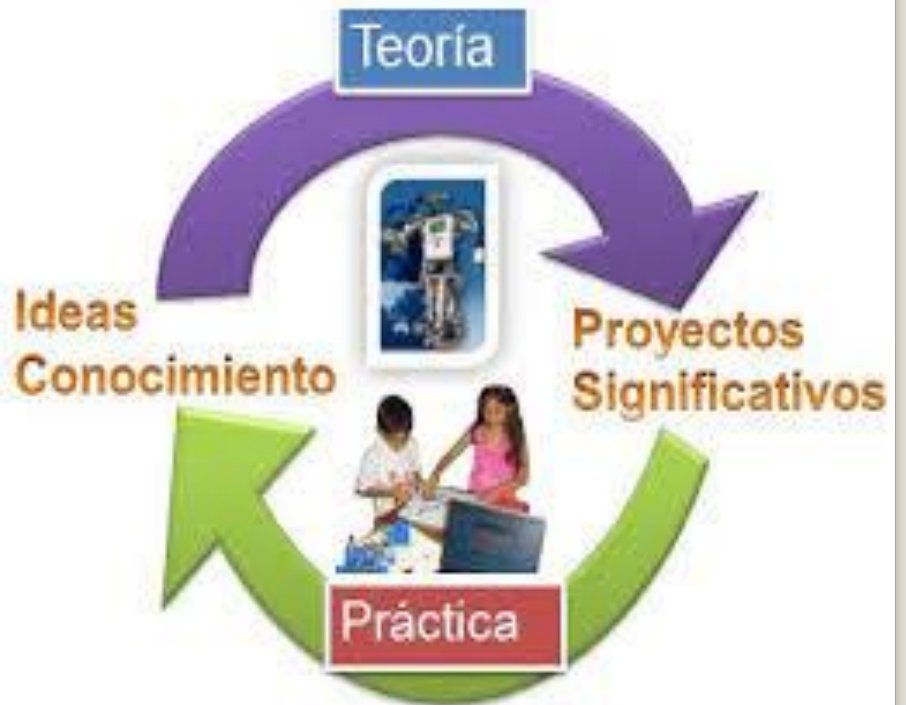 Teoría
Ideas
Conocimiento
Proyectos
Significativos
Práctica